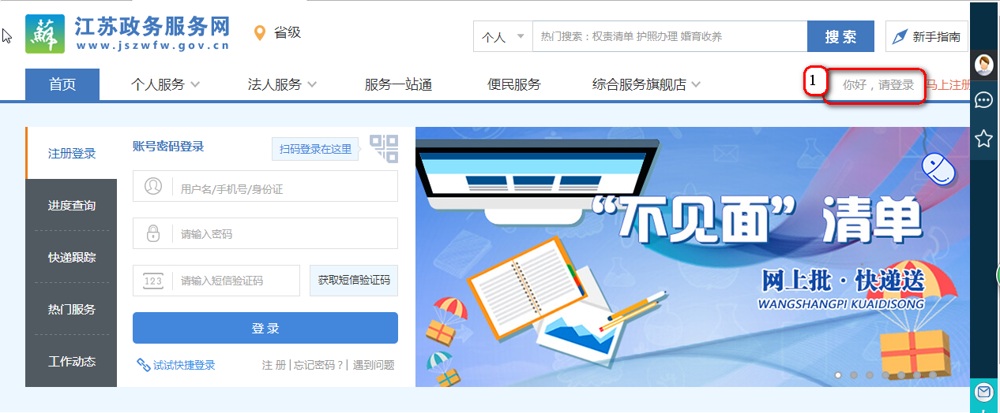 蘇
江苏政务服务网
www.jszwfw.gov.cn
省级
个人
热门搜索：权责清单 护照办理 婚育收养
搜 索
新手指南
首页
个人服务
法人服务
服务一站通
便民服务
综合服务旗舰店
1
你好，请登录
马上注册
注册登录
进度查询
快递跟踪
热门服务
工作动态
账号密码登录
扫码登录在这里
用户名/手机号/身份证
请输入密码
123
请输入短信验证码
获取短信验证码
登 录
试试快捷登录
注 册 | 忘记密码？| 遇到问题
“不见面”清单
网上批·快递送
WANGSHANGPI KUAIDISONG